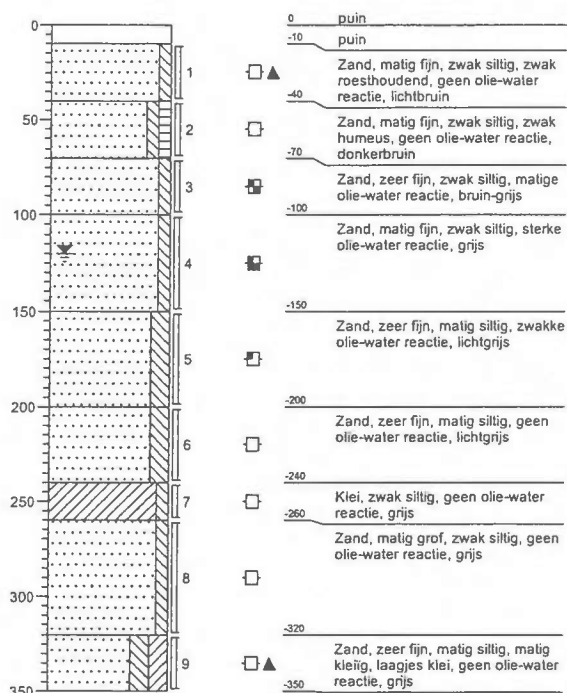 0 puin
-10 puin
Zand, matig fijn, zwak siltig, zwak
roesthoudend, geen olie-water
reactie, lichtbruin
-40
Zand, matig fijn, zwak siltig, zwak
humeus, geen olie-water reactie,
donkerbruin
-70
Zand, zeer fijn, zwak siltig, matige
olie-water reactie, bruin-grijs
-100
Zand, matig fijn, zwak siltig, sterke
olie-water reactie, grijs
-150
Zand, zeer fijn, matig siltig, zwakke
olie-water reactie, lichtgrijs
-200
Zand, zeer fijn, matig siltig, geen
olie-water reactie, lichtgrijs
-240
Klei, zwak siltig, geen olie-water
reactie, grijs
-260
Zand, matig grof, zwak siltig, geen
olie-water reactie, grijs
-320
Zand, zeer fijn, matig siltig, matig
kleiïg, laagjes klei, geen olie-water
reactie, grijs
-350
0
50
100
150
200
250
300
350
1
2
3
4
5
6
7
8
9